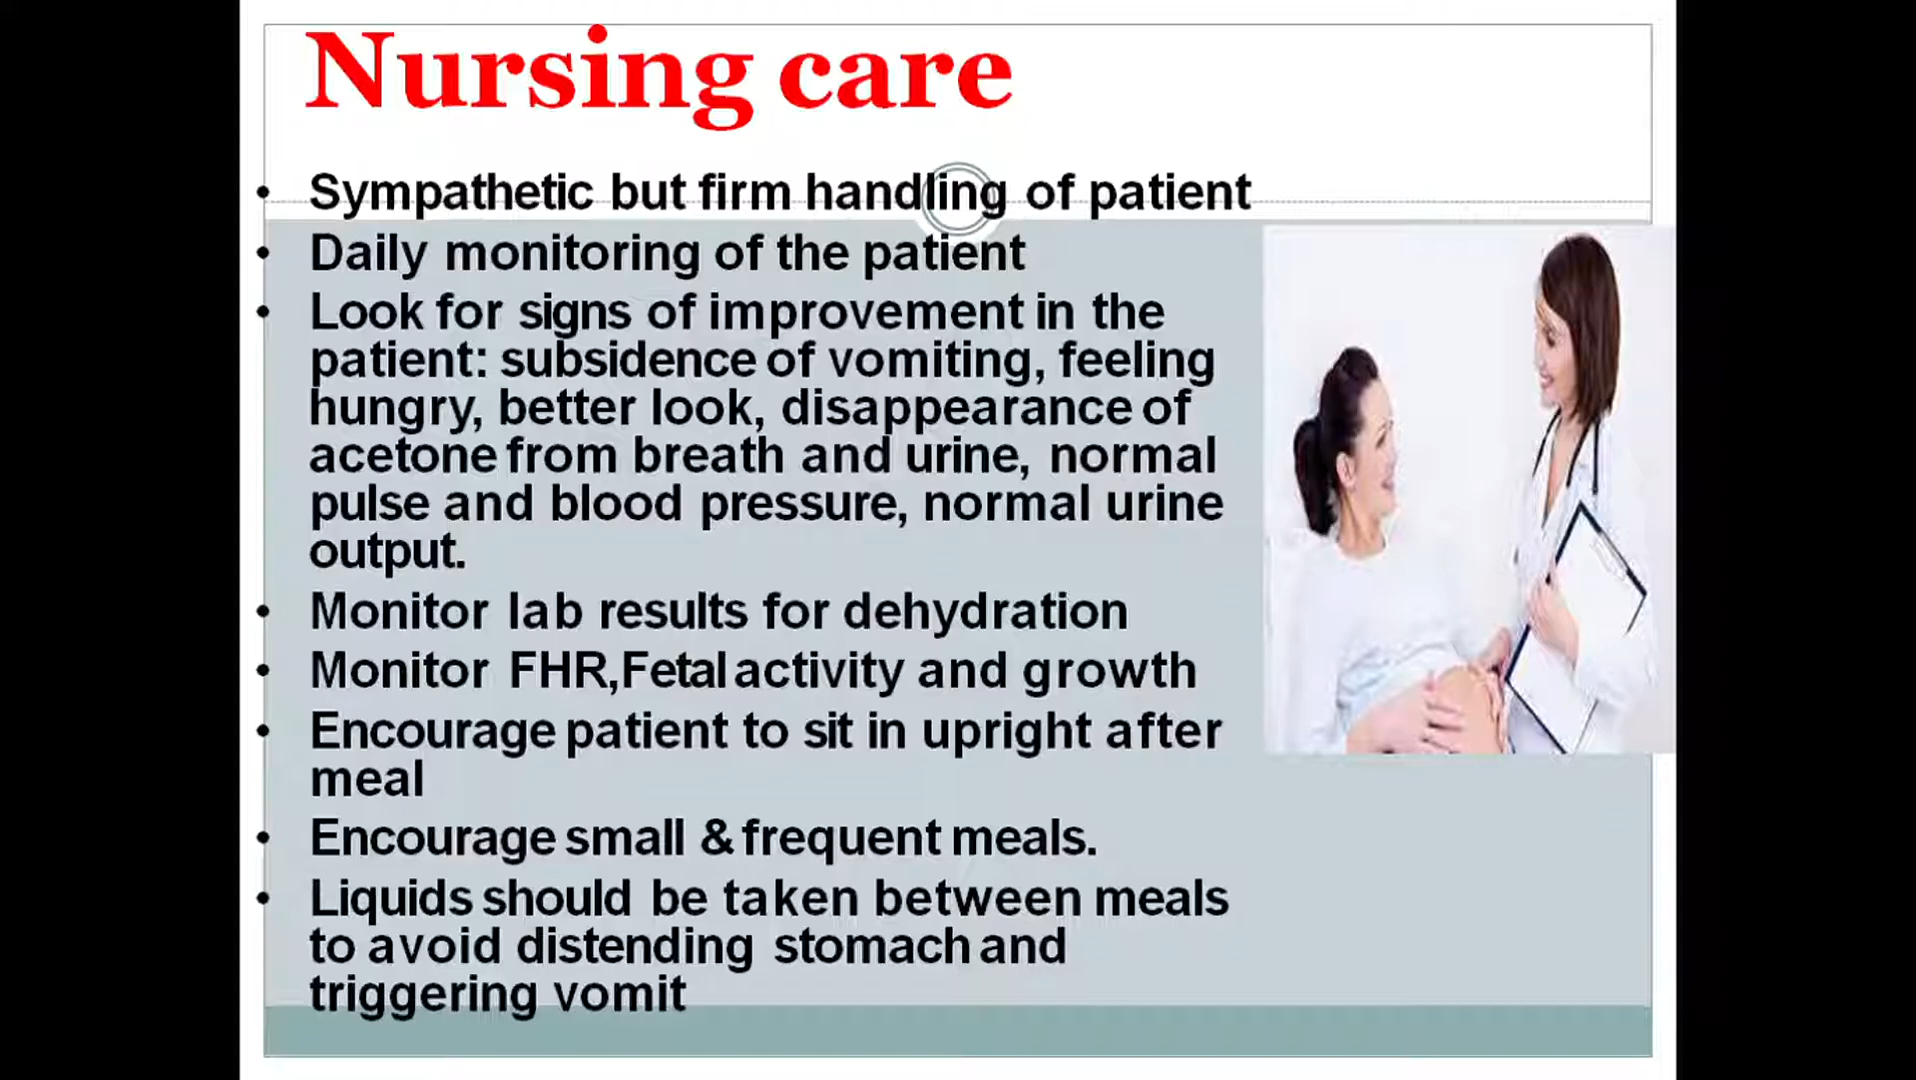 Nursing care
• Sympathetic but firm handling of patient
• Daily monitoring of the patient
• Look for signs of improvement in the
patient: subsidence of vomiting, feeling
hungry, better look, disappearance of
acetone from breath and urine, normal
pulse and blood pressure, normal urine
output.
• Monitor lab results for dehydration
• Monitor FHR,Fetal activity and growth
• Encourage patient to sit in upright after
meal
• Encourage small & frequent meals.
• Liquids should be taken between meals
to avoid distending stomach and
triggering vomit